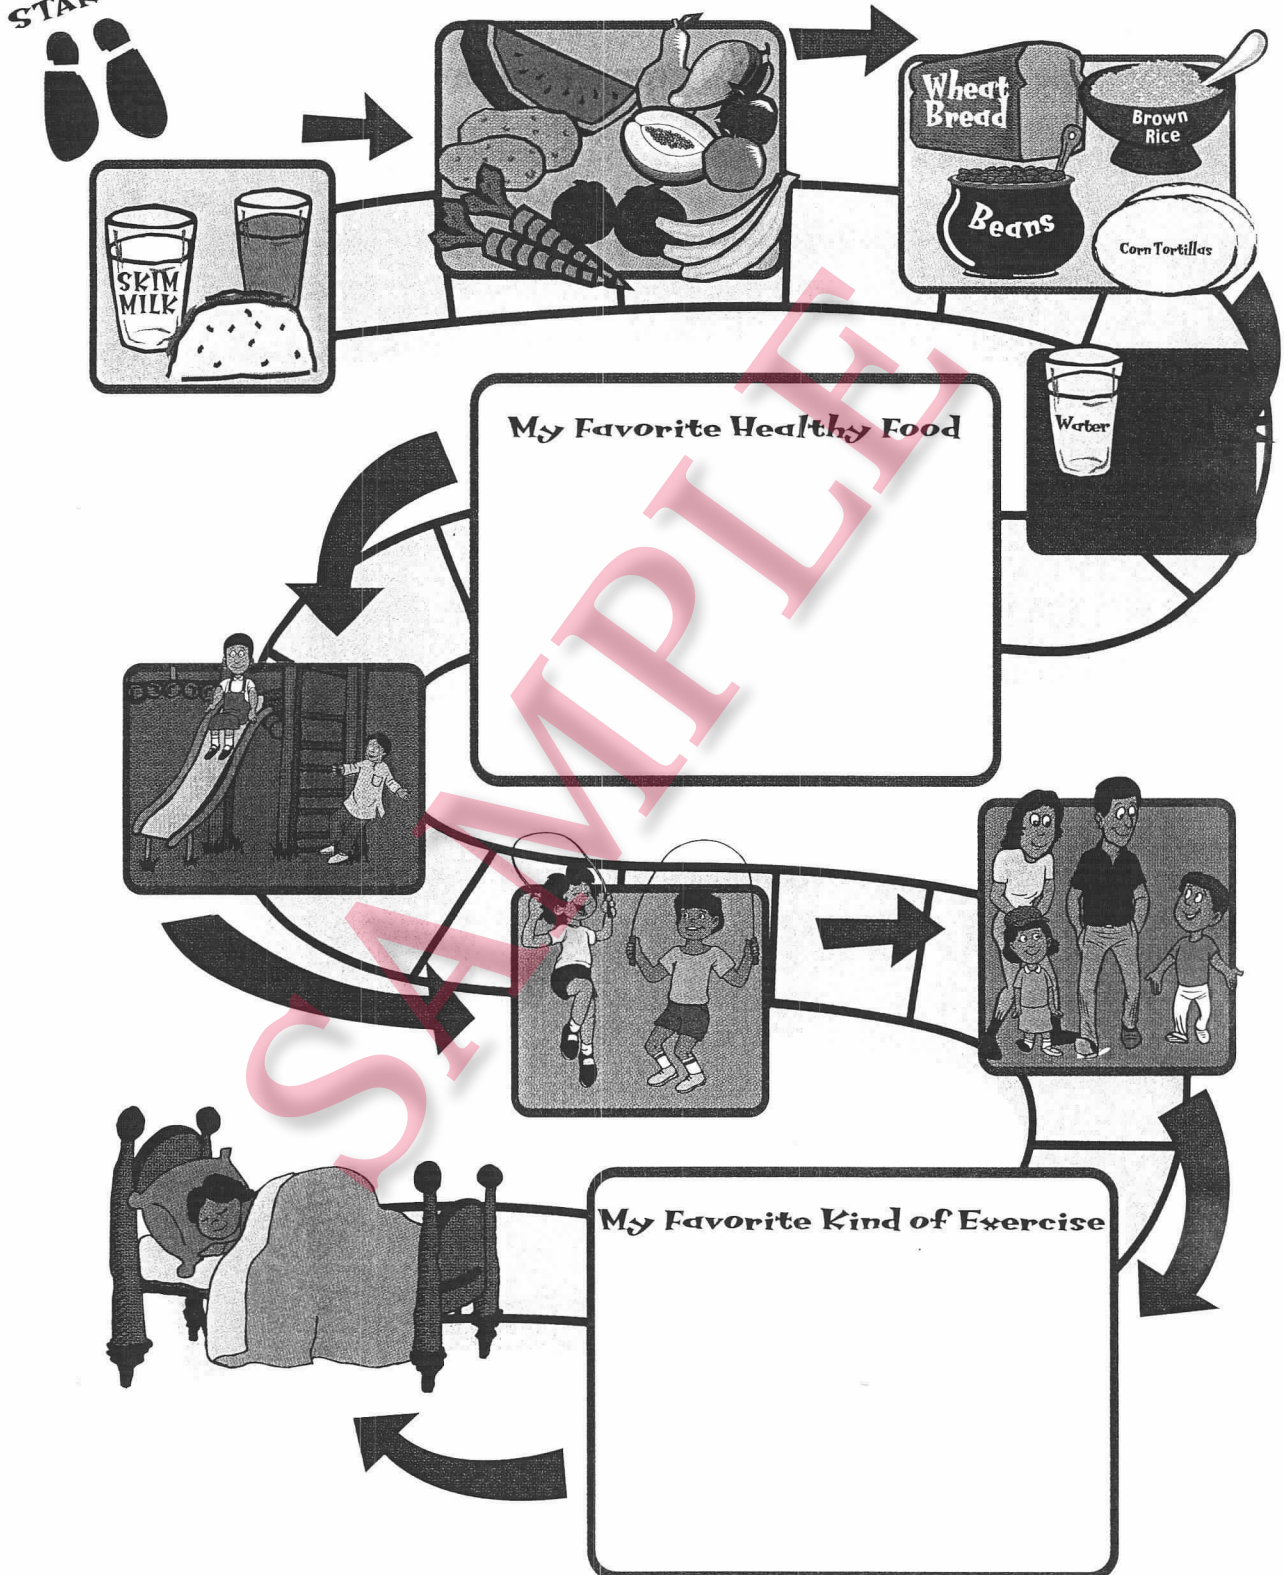 SKIM
MILK
Wheat
Bread
Brown
Rice
Beans
Corn Tortillas
Water
My Favorite Healthy Food
My Favorite Kind of Exercise
SAMPLE